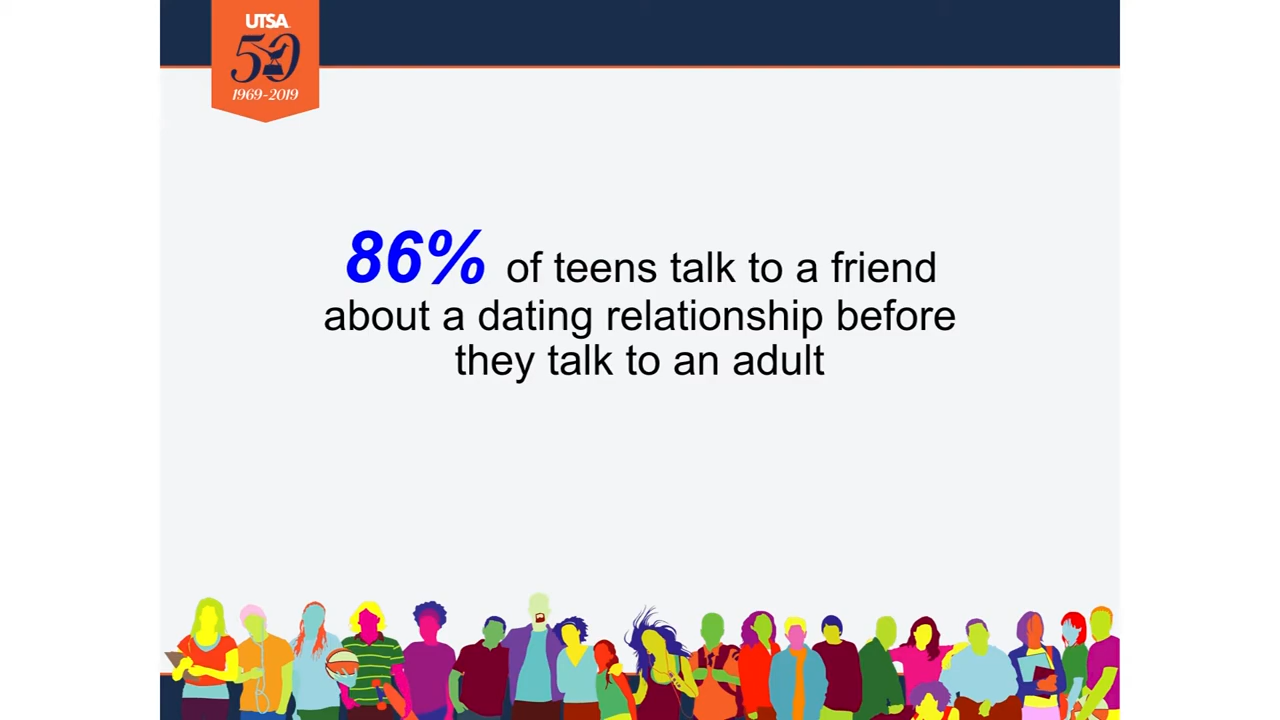 UTSA
50
1969-2019
86% of teens talk to a friend
about a dating relationship before
they talk to an adult